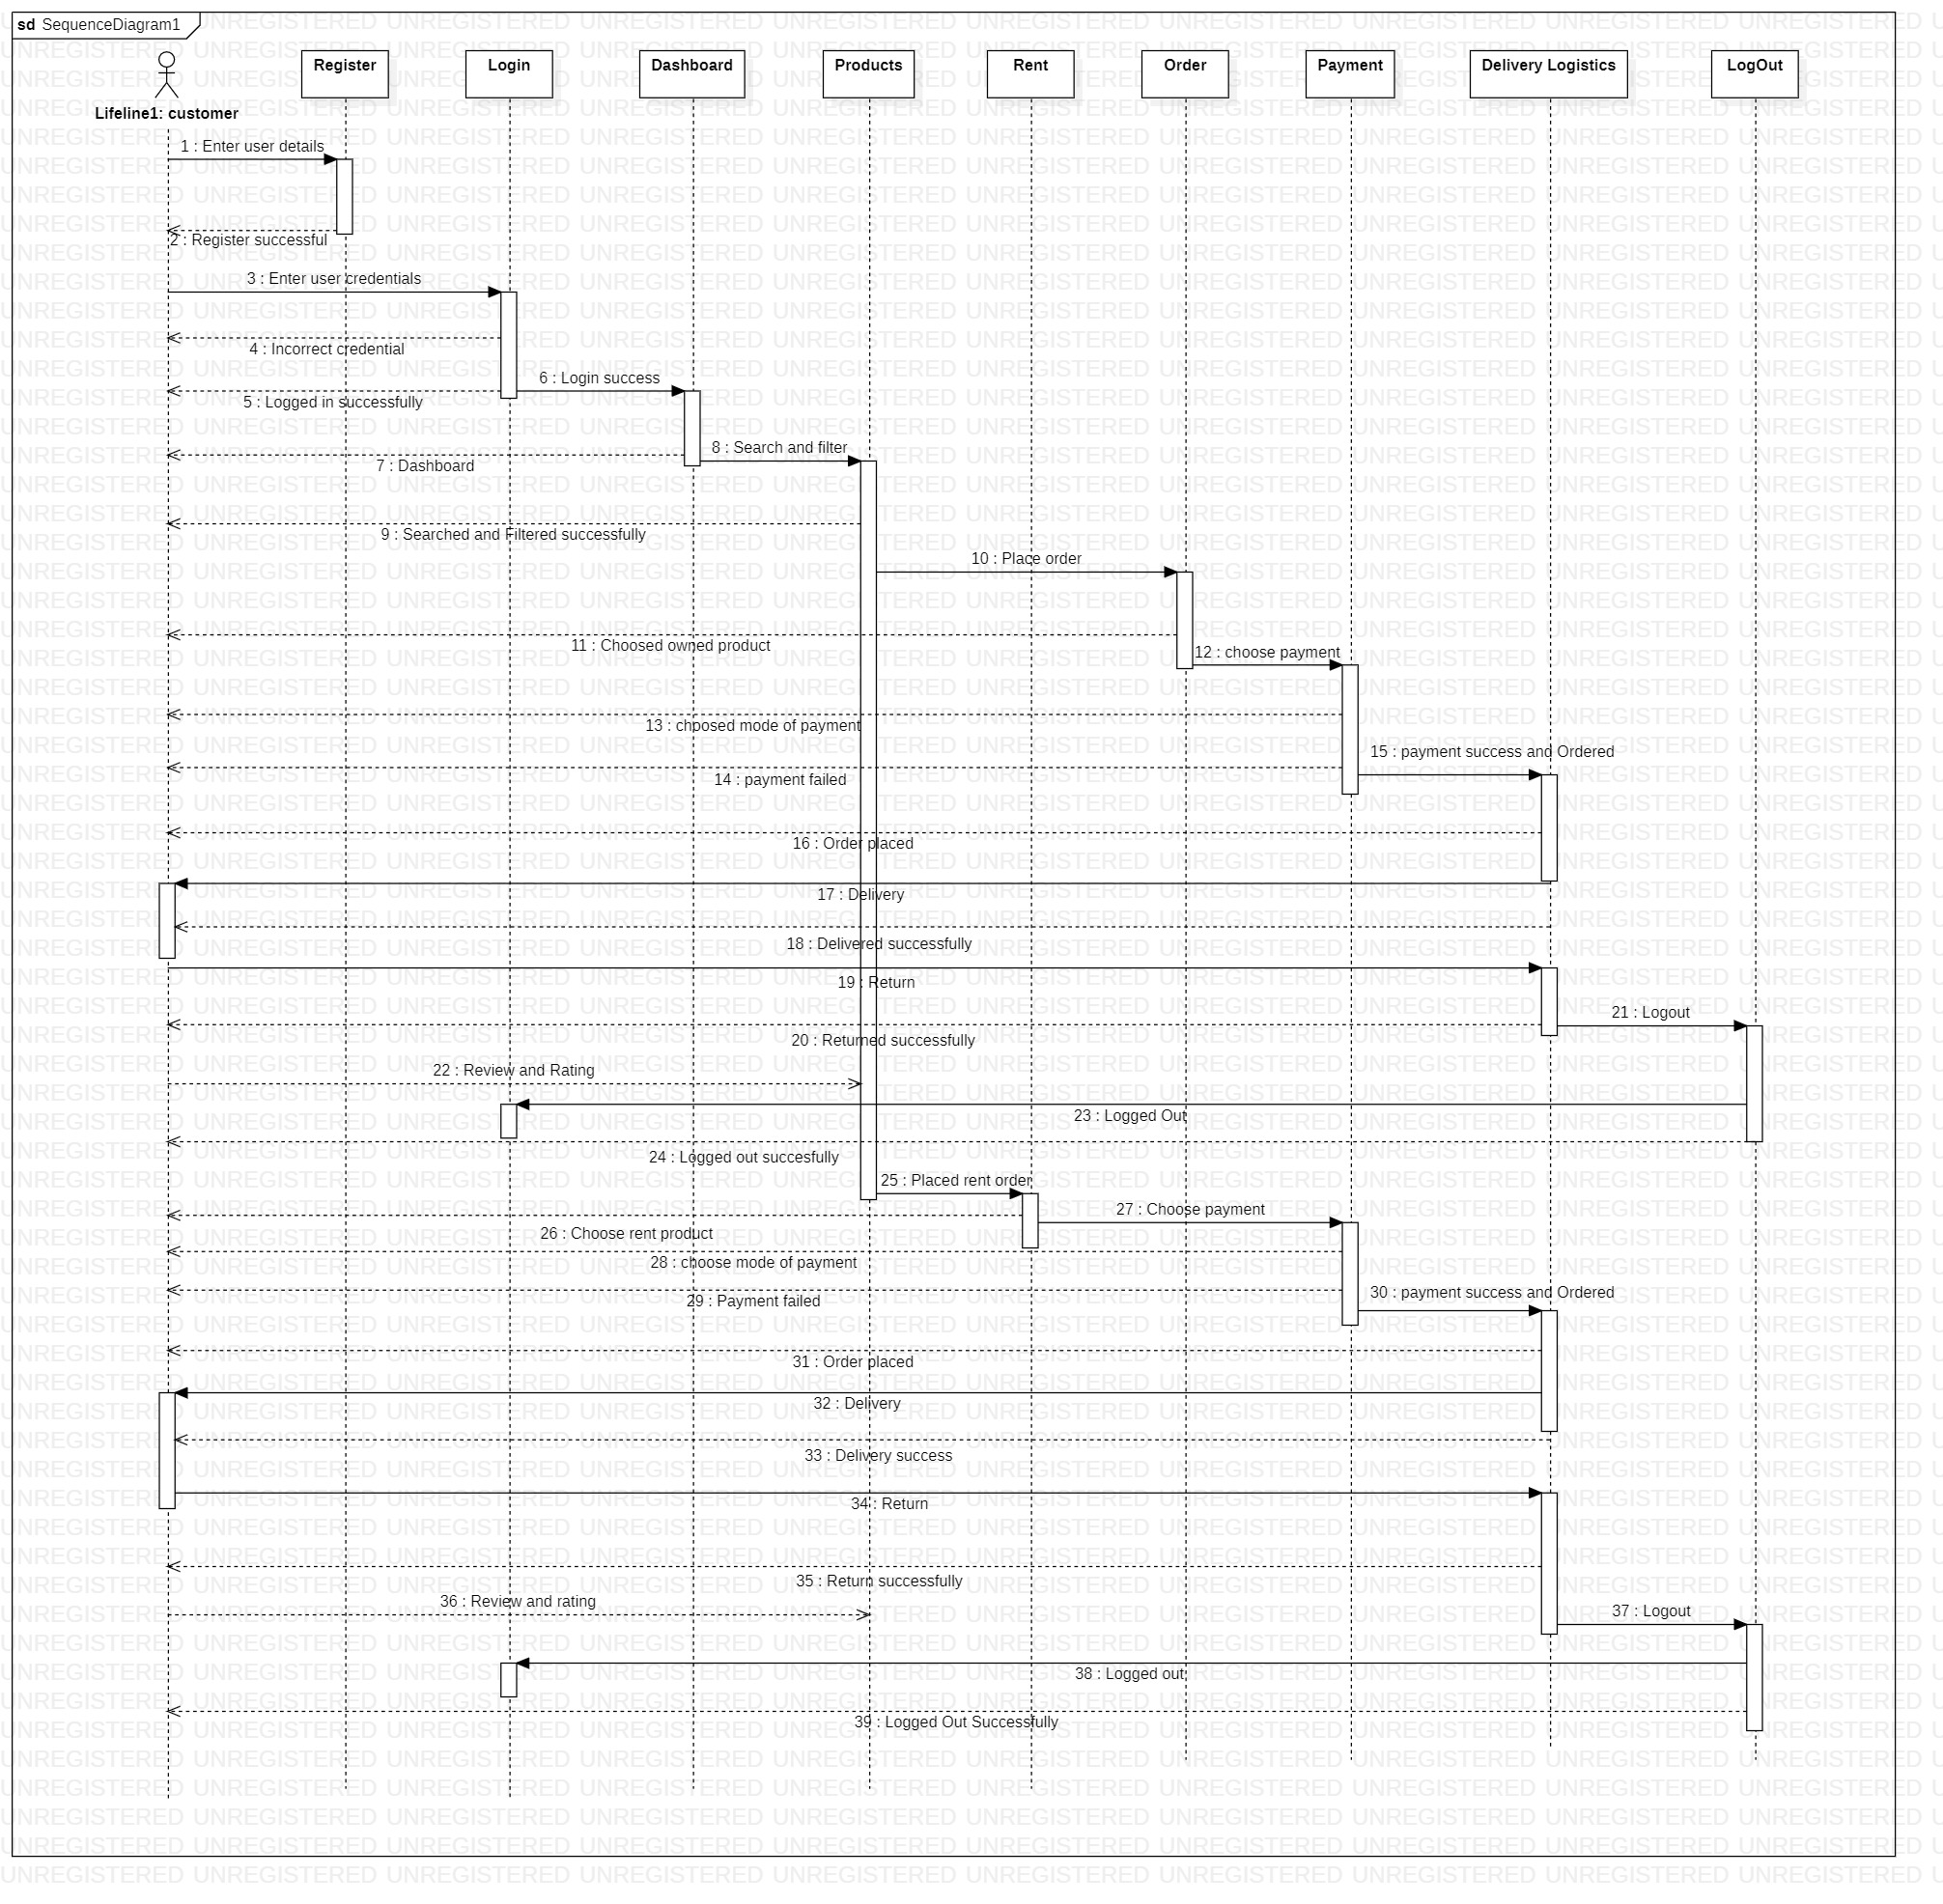 sd SequenceDiagram1
Register
Login
Dashboard
Products
Rent
Order
Payment
Delivery Logistics
LogOut
Lifeline1: customer
1 : Enter user details
2 : Register successful
3 : Enter user credentials
4 : Incorrect credential
6 : Login success
5 : Logged in successfully
8 : Search and filter
7 : Dashboard
9 : Searched and Filtered successfully
10 : Place order
11 : Choosed owned product
12 : choose payment
13 : choosed mode of payment
15 : payment success and Ordered
14 : payment failed
16 : Order placed
17 : Delivery
18 : Delivered successfully
19 : Return
21 : Logout
20 : Returned successfully
22 : Review and Rating
23 : Logged Out
24 : Logged out succesfully
25 : Placed rent order
27 : Choose payment
26 : Choose rent product
28 : choose mode of payment
30 : payment success and Ordered
29 : Payment failed
31 : Order placed
32 : Delivery
33 : Delivery success
34 : Return
35 : Return successfully
36 : Review and rating
37 : Logout
38 : Logged out
39 : Logged Out Successfully
UNREGISTERED